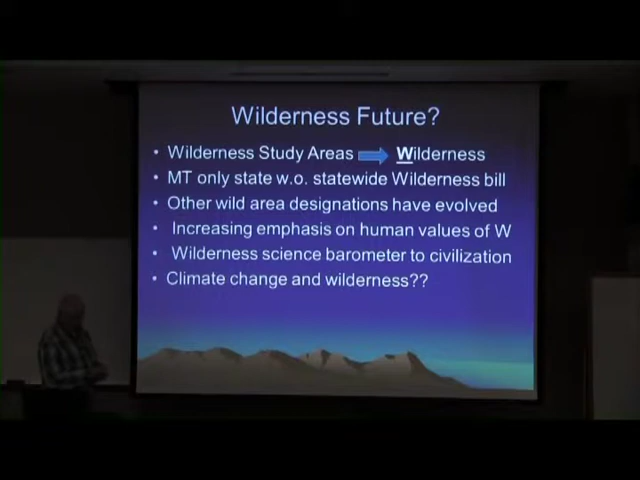 Wilderness Future?
• Wilderness Study Areas Wilderness
• MT only state w.o. statewide Wilderness bill
• Other wild area designations have evolved
• Increasing emphasis on human values of W
• Wilderness science barometer to civilization
• Climate change and wilderness??